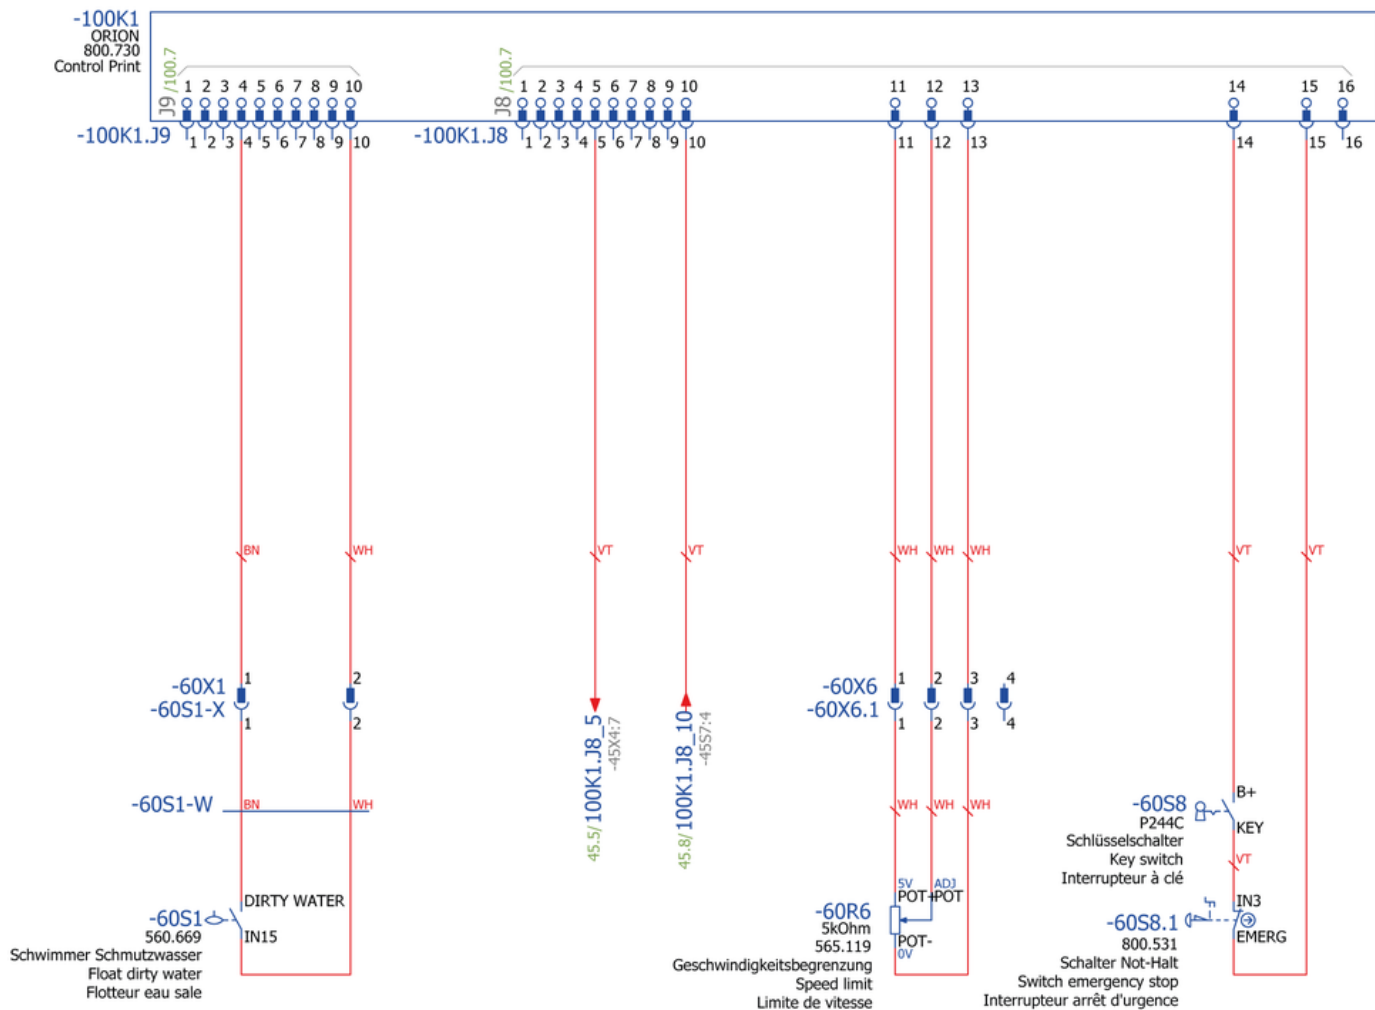 -100K1
ORION
800.730
Control Print
J9 /100.7
1 2 3 4 5 6 7 8 9 10
J8 /100.7
1 2 3 4 5 6 7 8 9 10 11 12 13 14 15 16
-100K1.J9
1 2 3 4 5 6 7 8 9 10
-100K1.J8
1 2 3 4 5 6 7 8 9 10 11 12 13 14 15 16
BN WH VT VT WH WH WH VT VT
-60X1
1 2
-60S1-X
1 2
-60X6
1 2 3 4
-60X6.1
1 2 3 4
45.5/100K1.J8_5
-45X4:7
45.8/100K1.J8_10
-45S7:4
-60S1-W
BN WH
WH WH WH
-60S1
560.669
Schwimmer Schmutzwasser
Float dirty water
Flotteur eau sale
DIRTY WATER
IN15
-60R6
5kOhm
565.119
Geschwindigkeitsbegrenzung
Speed limit
Limite de vitesse
5V
POT+
ADJ
POT
POT-
0V
-60S8
P244C
Schlüsselschalter
Key switch
Interrupteur à clé
B+
KEY
VT
-60S8.1
800.531
Schalter Not-Halt
Switch emergency stop
Interrupteur arrêt d'urgence
IN3
EMERG